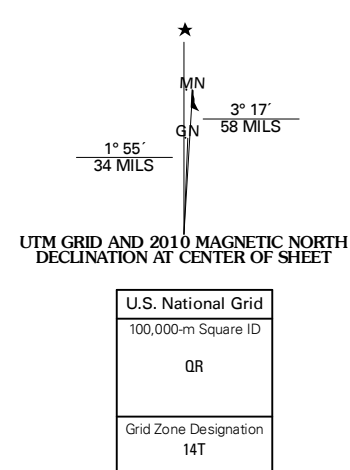 MN
3° 17´
58 MILS
GN
1° 55´
34 MILS
UTM GRID AND 2010 MAGNETIC NORTH
DECLINATION AT CENTER OF SHEET
U.S. National Grid
100,000-m Square ID
QR
Grid Zone Designation
14T